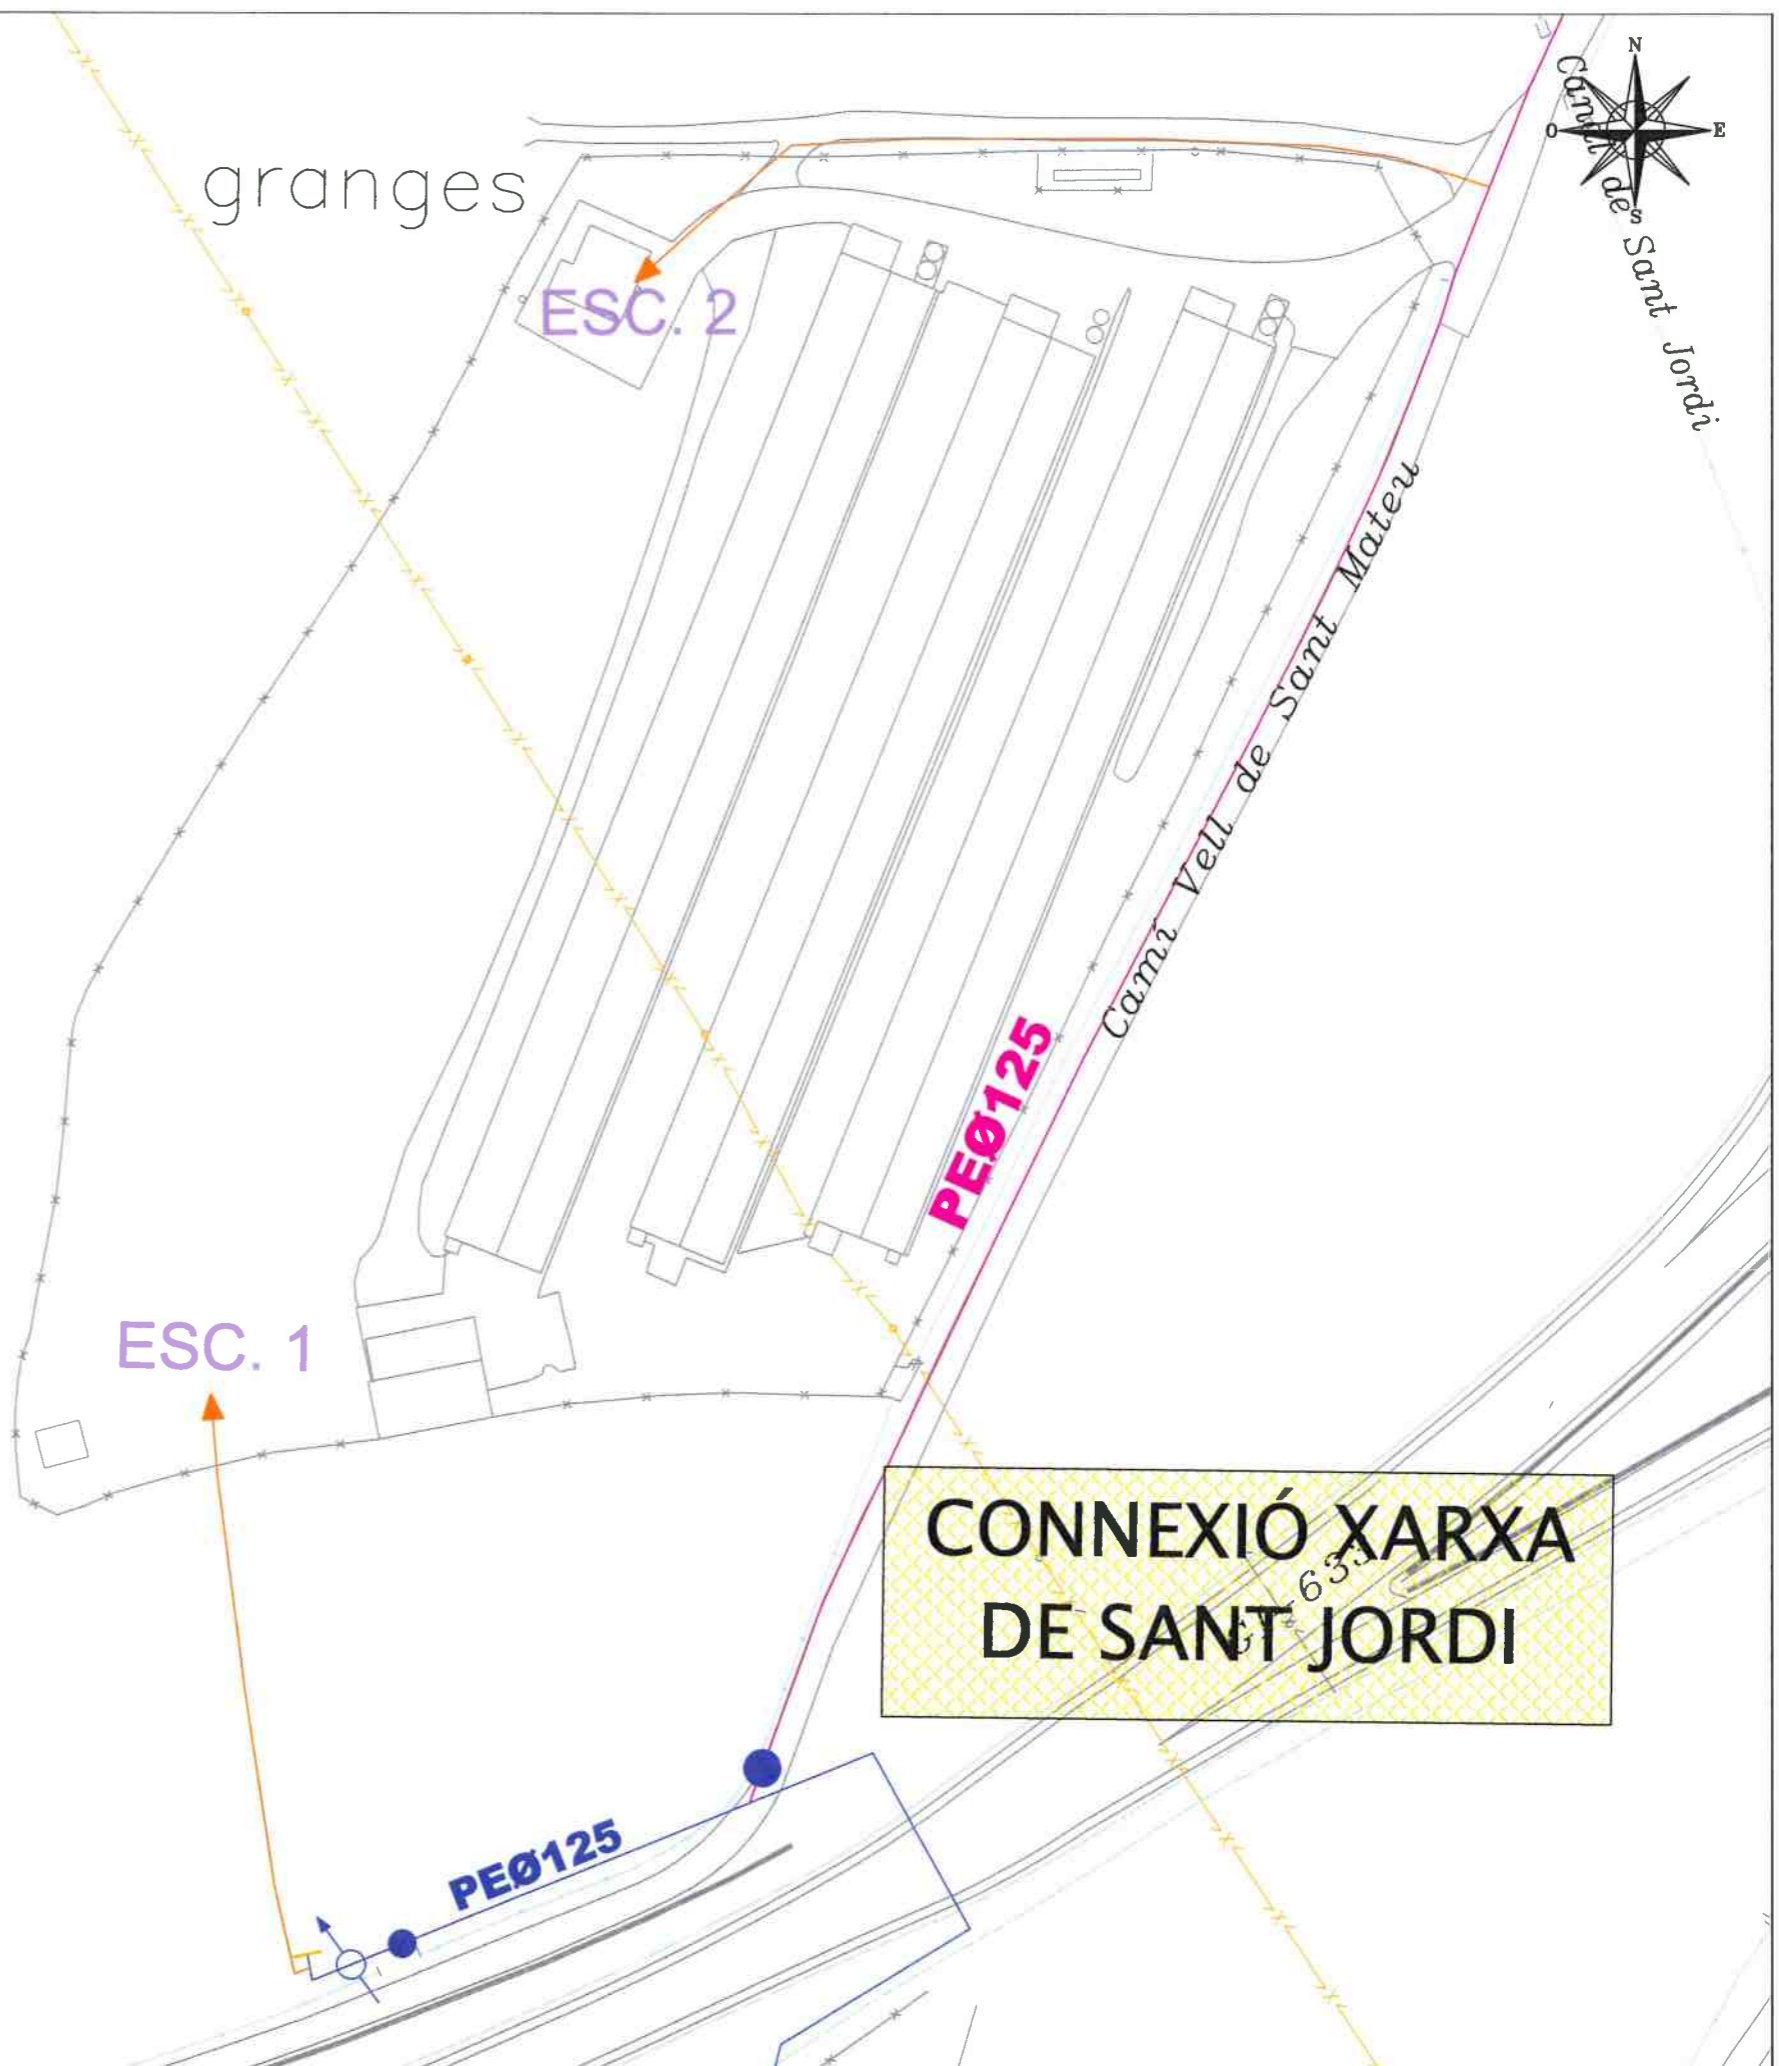 N
O
E
S
Camí de Sant Jordi
granges
ESC. 2
Camí Vell de Sant Mateu
PEØ125
ESC. 1
CONNEXIÓ XARXA
DE SANT JORDI
PEØ125